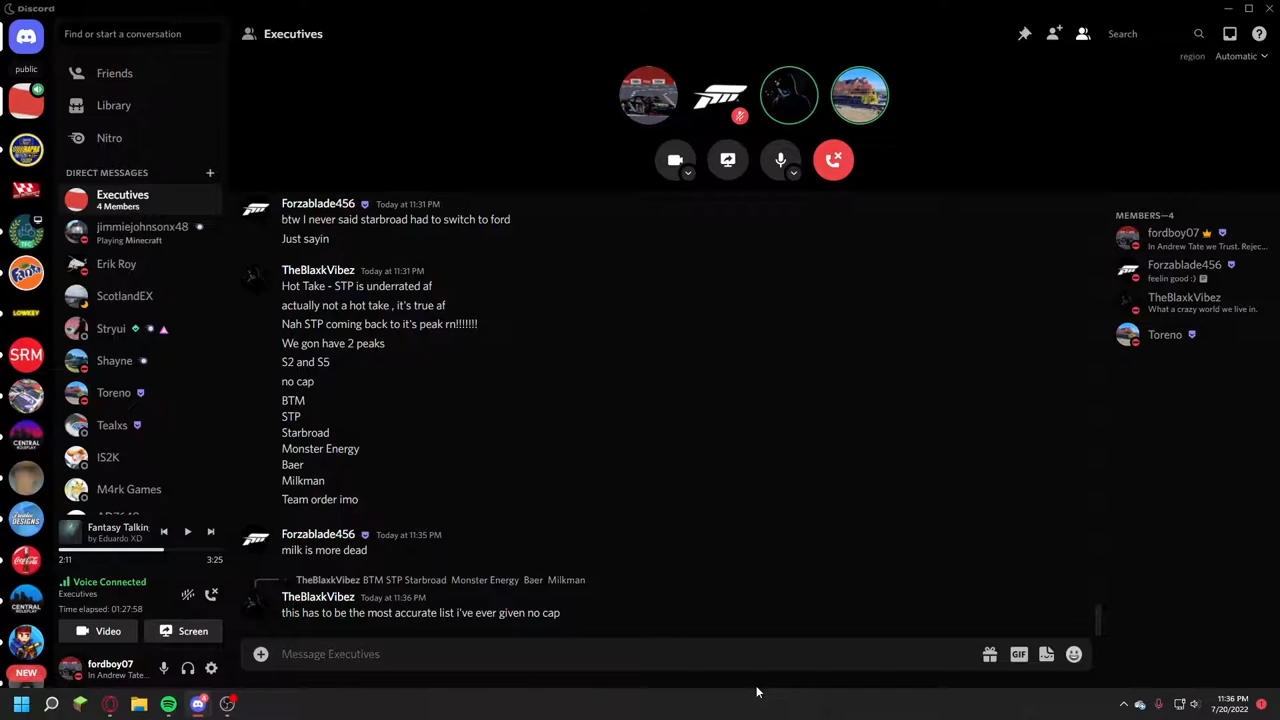 Discord
Find or start a conversation
Executives
Search
region
Automatic
public
Friends
Library
Nitro
DIRECT MESSAGES
Executives
4 Members
jimmiejohnsonx48
Playing Minecraft
Erik Roy
ScotlandEX
Stryui
Shayne
Toreno
Tealxs
IS2K
M4rk Games
LOWKEY
SRM
CENTRAL
ROLEPLAY
DESIGNS
CENTRAL
ROLEPLAY
NEW
Fantasy Talkin
by Eduardo XD
2:11
3:25
Voice Connected
Executives
Time elapsed: 01:27:58
Video
Screen
fordboy07
In Andrew Tate...
Forzablade456 Today at 11:31 PM
btw I never said starbroad had to switch to ford
Just sayin
TheBlaxkVibez Today at 11:31 PM
Hot Take - STP is underrated af
actually not a hot take , it's true af
Nah STP coming back to it's peak rn!!!!!!!
We gon have 2 peaks
S2 and S5
no cap
BTM
STP
Starbroad
Monster Energy
Baer
Milkman
Team order imo
Forzablade456 Today at 11:35 PM
milk is more dead
TheBlaxkVibez BTM STP Starbroad Monster Energy Baer Milkman
TheBlaxkVibez Today at 11:36 PM
this has to be the most accurate list i've ever given no cap
Message Executives
GIF
MEMBERS—4
fordboy07
In Andrew Tate we Trust. Rejec...
Forzablade456
feelin good :)
TheBlaxkVibez
What a crazy world we live in.
Toreno
11:36 PM
7/20/2022